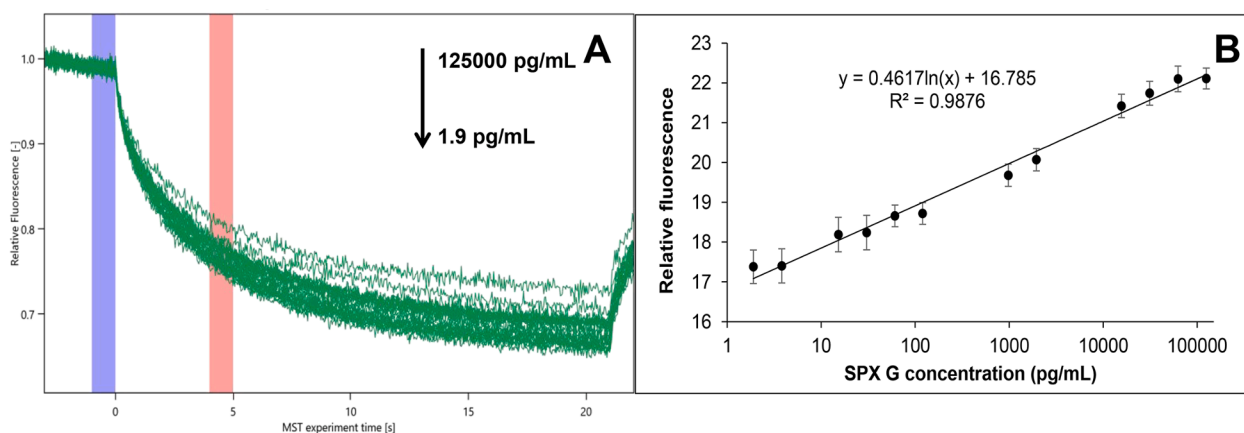 A
125000 pg/mL
1.9 pg/mL
Relative Fluorescence [-]
1.0
0.9
0.8
0.7
0
5
10
15
20
MST experiment time [s]
B
y = 0.4617ln(x) + 16.785
R² = 0.9876
Relative fluorescence
23
22
21
20
19
18
17
16
1
10
100
1000
10000
100000
SPX G concentration (pg/mL)